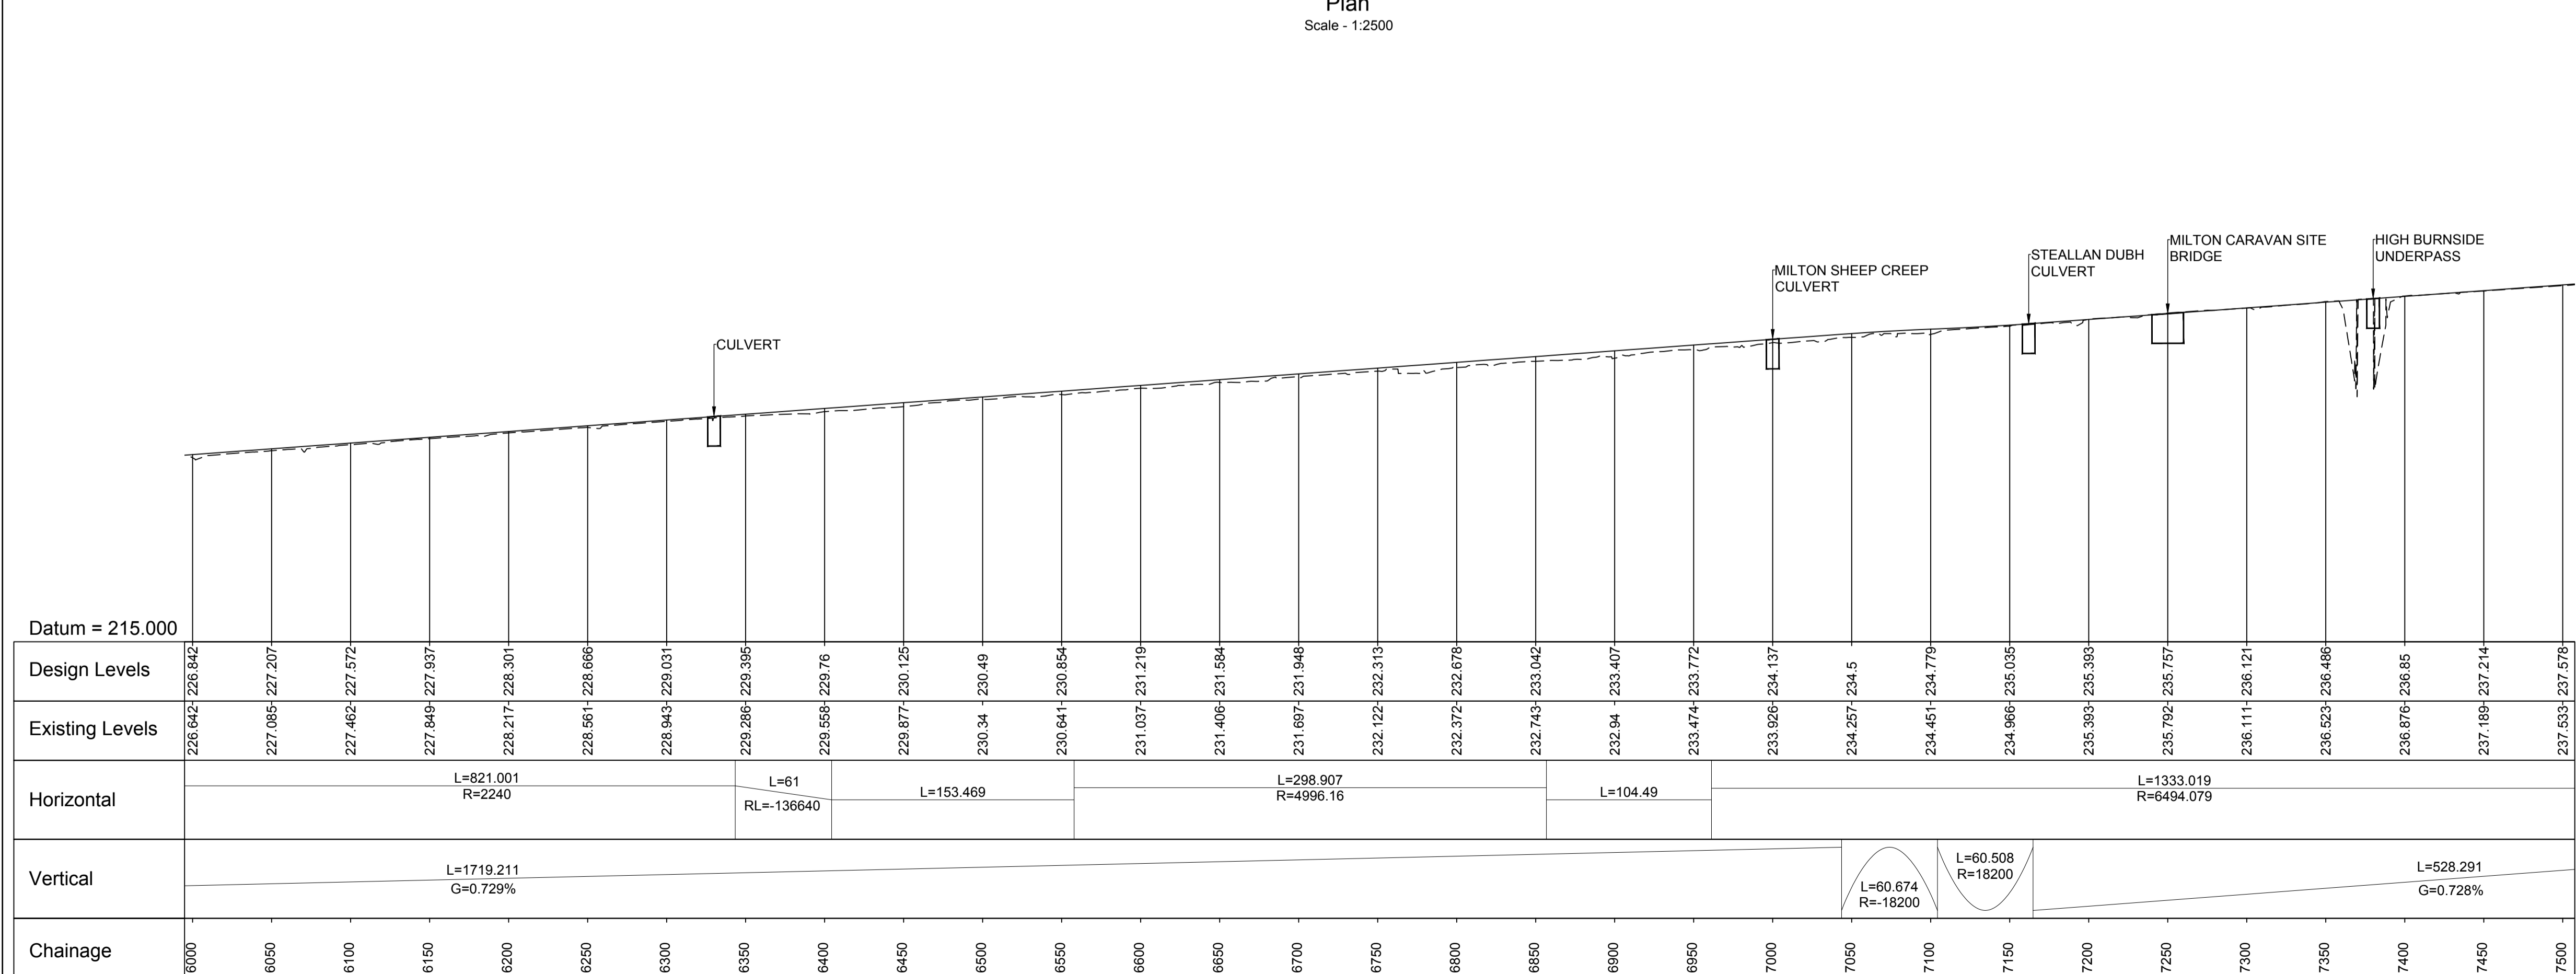 Plan
Scale - 1:2500
HIGH BURNSIDE
UNDERPASS
MILTON CARAVAN SITE
BRIDGE
STEALLAN DUBH
CULVERT
MILTON SHEEP CREEP
CULVERT
CULVERT
Datum = 215.000
Design Levels 226.842 227.207 227.572 227.937 228.301 228.666 229.031 229.395 229.76 230.125 230.49 230.854 231.219 231.584 231.948 232.313 232.678 233.042 233.407 233.772 234.137 234.5 234.779 235.035 235.393 235.757 236.121 236.486 236.85 237.214 237.578
Existing Levels 226.642 227.085 227.462 227.849 228.217 228.561 228.943 229.286 229.558 229.877 230.34 230.641 231.037 231.406 231.697 232.122 232.372 232.743 232.94 233.474 233.926 234.257 234.451 234.966 235.393 235.792 236.111 236.523 236.876 237.189 237.533
Horizontal
L=821.001
R=2240
L=61
RL=-136640
L=153.469
L=298.907
R=4996.16
L=104.49
L=1333.019
R=6494.079
Vertical
L=1719.211
G=0.729%
L=60.674
R=-18200
L=60.508
R=18200
L=528.291
G=0.728%
Chainage 6000 6050 6100 6150 6200 6250 6300 6350 6400 6450 6500 6550 6600 6650 6700 6750 6800 6850 6900 6950 7000 7050 7100 7150 7200 7250 7300 7350 7400 7450 7500